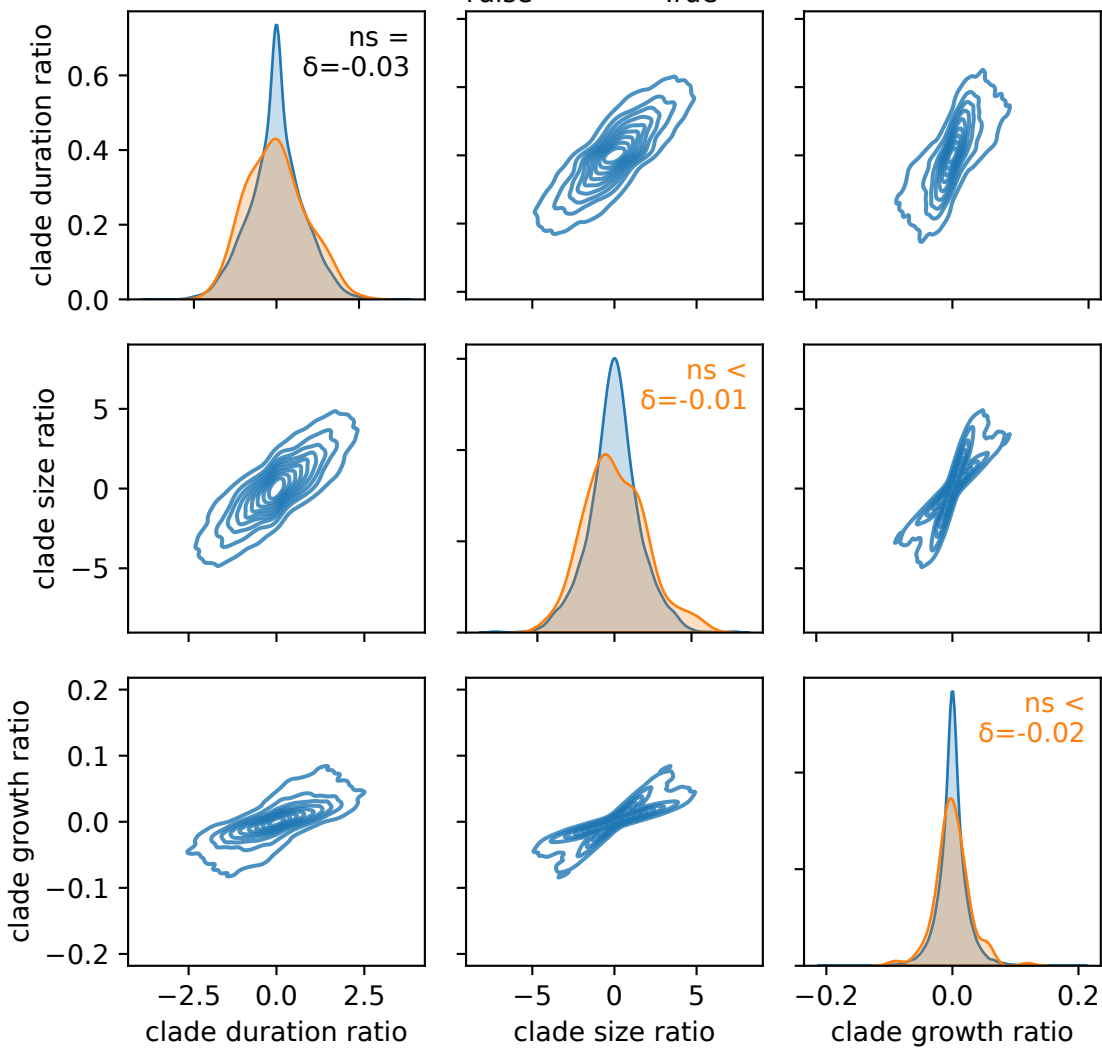 clade duration ratio
0.6
0.4
0.2
0.0
ns =
δ=-0.03
clade size ratio
5
0
−5
ns <
δ=-0.01
clade growth ratio
0.2
0.1
0.0
−0.1
−0.2
ns <
δ=-0.02
−2.5 0.0 2.5
−5 0 5
−0.2 0.0 0.2
clade duration ratio
clade size ratio
clade growth ratio